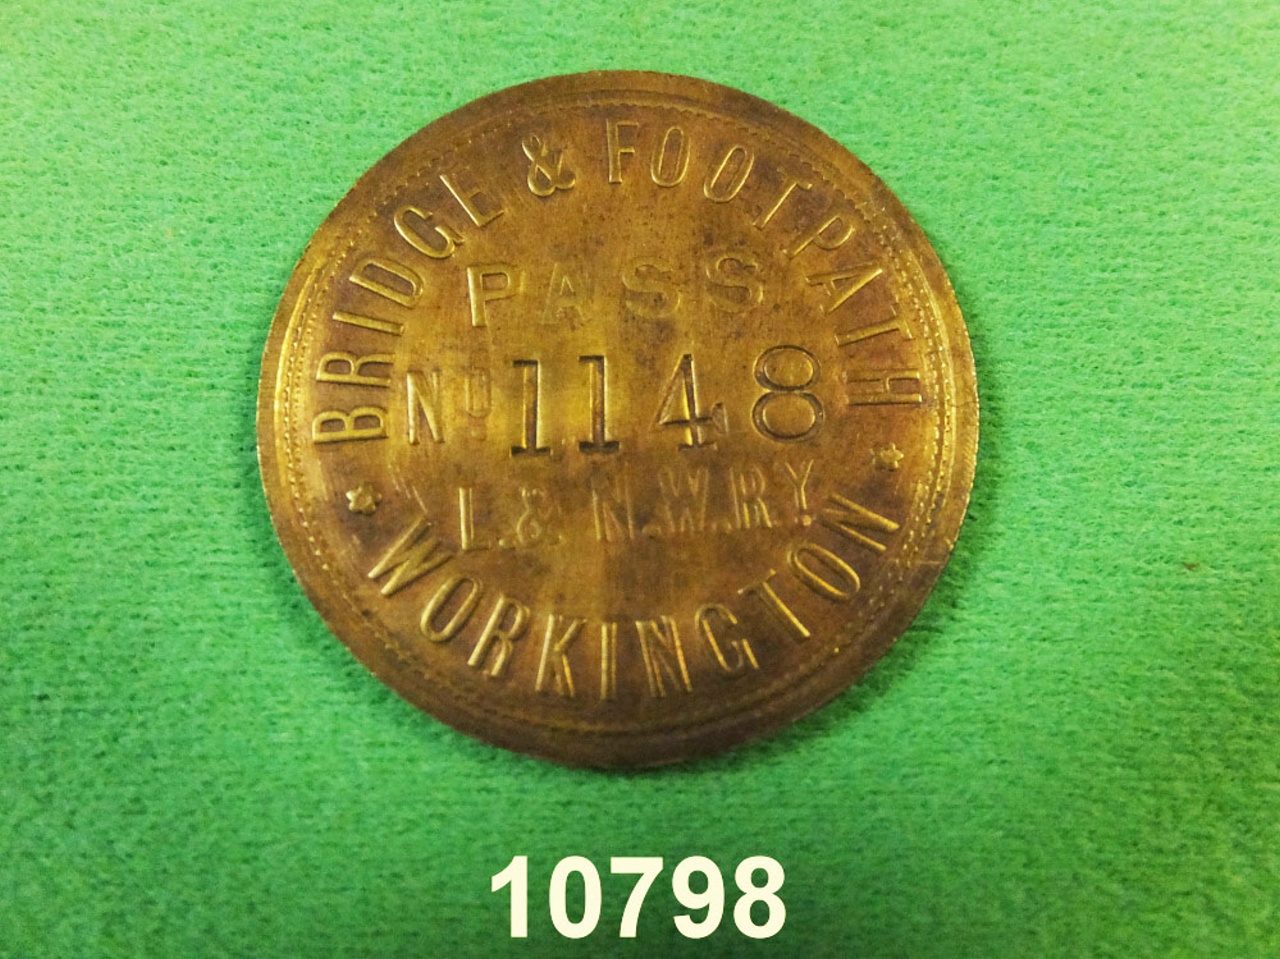 BRIDGE & FOOTPATH
PASS
No 1148
L. & N.W.RY.
WORKINGTON
10798